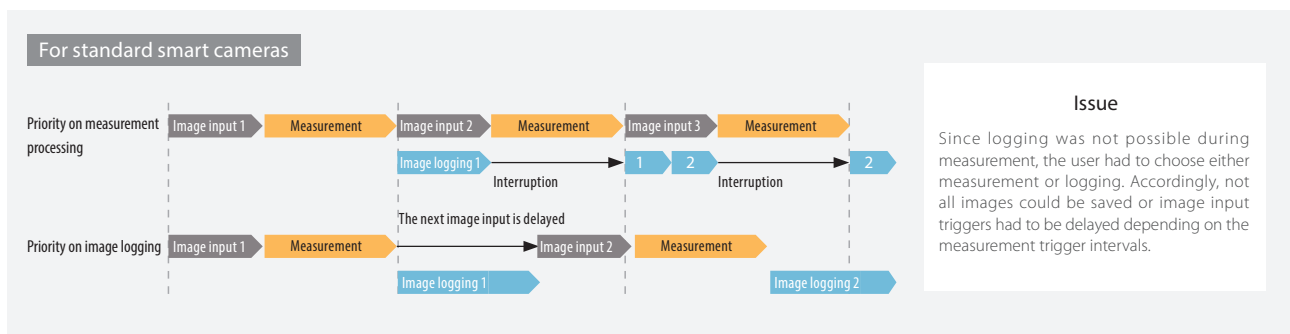 For standard smart cameras
Priority on measurement
processing
Image input 1
Measurement
Image input 2
Measurement
Image input 3
Measurement
Image logging 1
Interruption
1
2
Interruption
2
The next image input is delayed
Priority on image logging
Image input 1
Measurement
Image input 2
Measurement
Image logging 1
Image logging 2
Issue
Since logging was not possible during
measurement, the user had to choose either
measurement or logging. Accordingly, not
all images could be saved or image input
triggers had to be delayed depending on the
measurement trigger intervals.